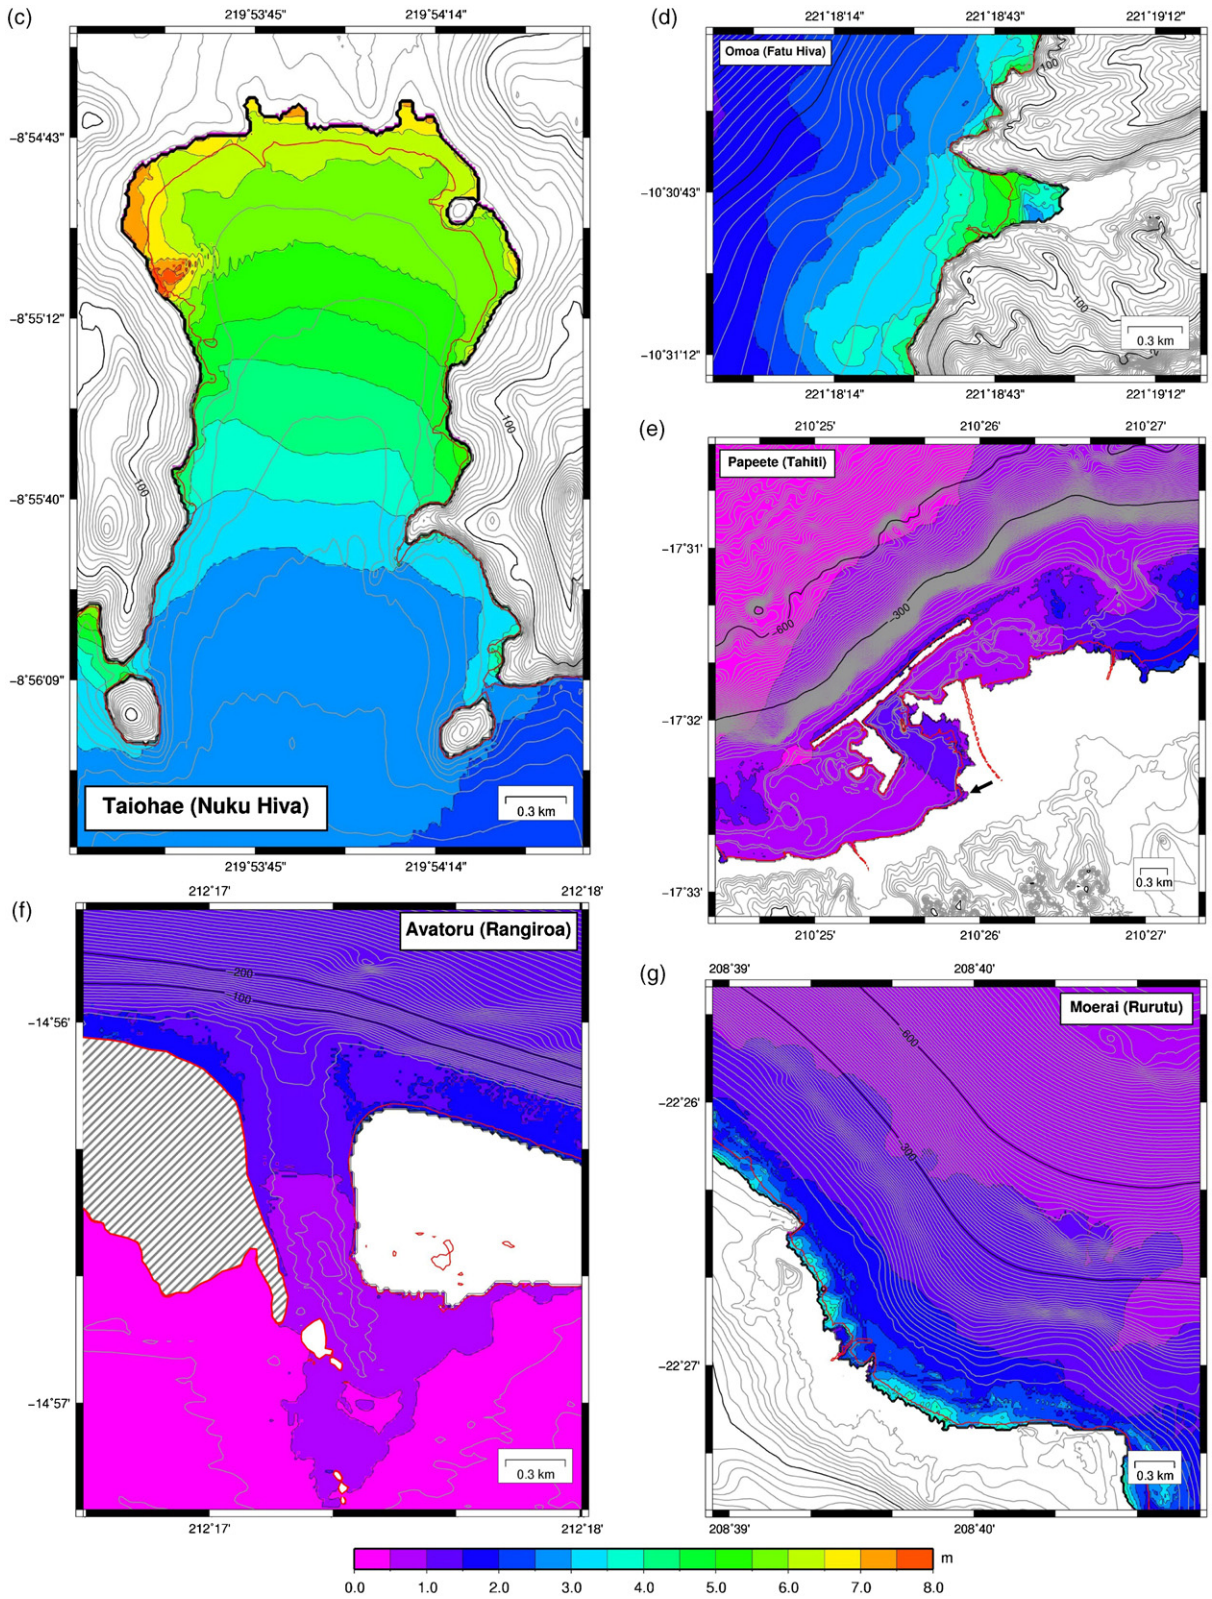 (c)
219°53'45"
219°54'14"
-8°54'43"
-8°55'12"
-8°55'40"
-8°56'09"
100
100
Taiohae (Nuku Hiva)
0.3 km
219°53'45"
219°54'14"
(d)
221°18'14"
221°18'43"
221°19'12"
Omoa (Fatu Hiva)
100
-10°30'43"
100
0.3 km
-10°31'12"
221°18'14"
221°18'43"
221°19'12"
(e)
210°25'
210°26'
210°27'
Papeete (Tahiti)
-17°31'
-300
-600
-17°32'
0.3 km
-17°33'
210°25'
210°26'
210°27'
(f)
212°17'
212°18'
Avatoru (Rangiroa)
-200
-100
-14°56'
-14°57'
0.3 km
212°17'
212°18'
(g)
208°39'
208°40'
Moerai (Rurutu)
-600
-22°26'
-300
-22°27'
0.3 km
208°39'
208°40'
m
0.0 1.0 2.0 3.0 4.0 5.0 6.0 7.0 8.0